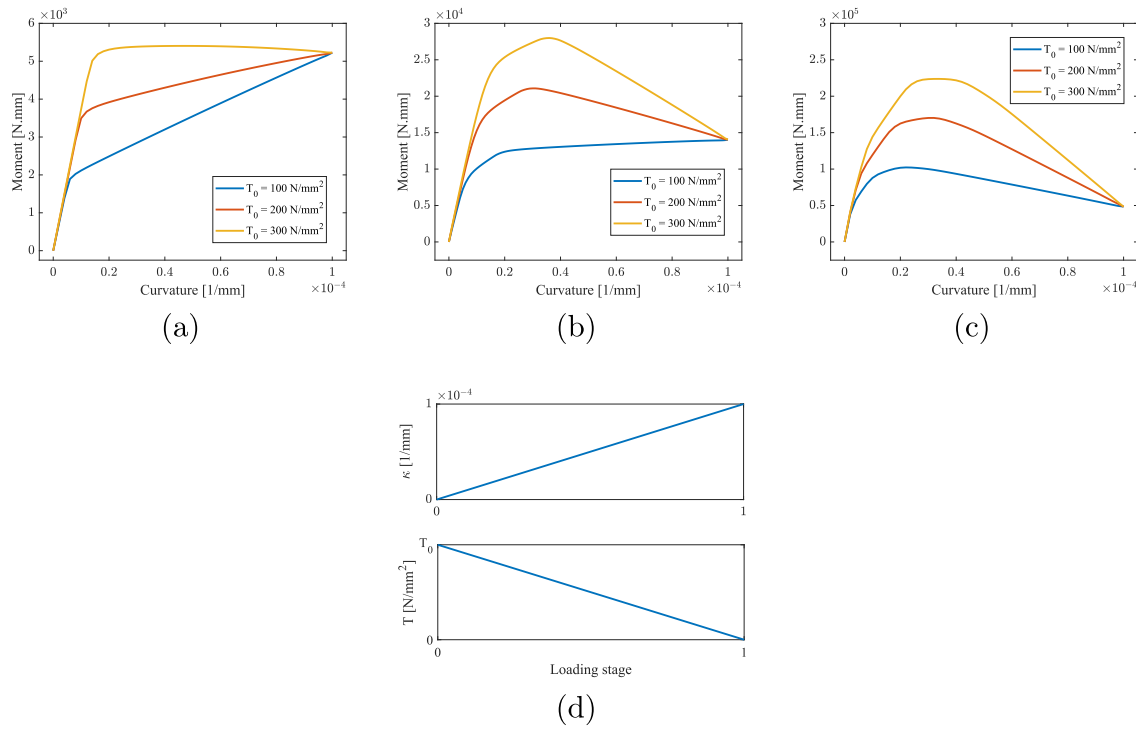 ×10³
6
5
4
3
2
1
0
Moment [N.mm]
T₀ = 100 N/mm²
T₀ = 200 N/mm²
T₀ = 300 N/mm²
0 0.2 0.4 0.6 0.8 1
Curvature [1/mm] ×10⁻⁴
(a)
×10⁴
3
2.5
2
1.5
1
0.5
0
Moment [N.mm]
T₀ = 100 N/mm²
T₀ = 200 N/mm²
T₀ = 300 N/mm²
0 0.2 0.4 0.6 0.8 1
Curvature [1/mm] ×10⁻⁴
(b)
×10⁵
3
2.5
2
1.5
1
0.5
0
Moment [N.mm]
T₀ = 100 N/mm²
T₀ = 200 N/mm²
T₀ = 300 N/mm²
0 0.2 0.4 0.6 0.8 1
Curvature [1/mm] ×10⁻⁴
(c)
×10⁻⁴
1
κ [1/mm]
0
0 1
T₀
T [N/mm²]
0
0 1
Loading stage
(d)